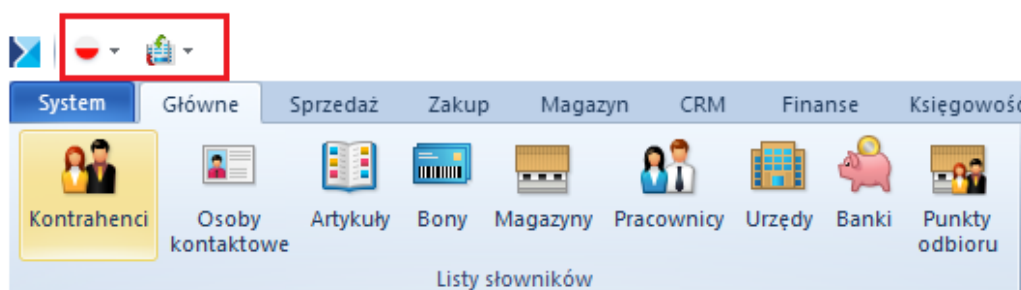 System Główne Sprzedaż Zakup Magazyn CRM Finanse
Kontrahenci Osoby kontaktowe Artykuły Bony Magazyny Pracownicy Urzędy Banki Punkty odbioru
Listy słowników